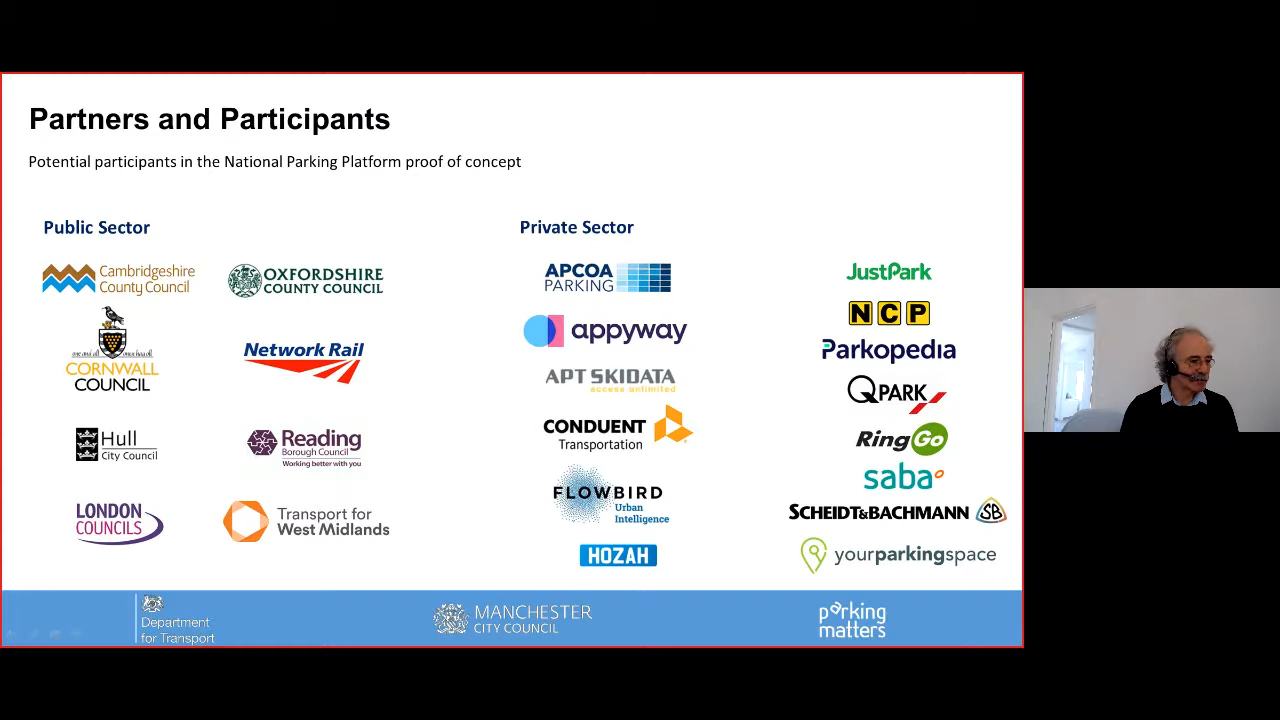 Partners and Participants
Potential participants in the National Parking Platform proof of concept
Public Sector
Cambridgeshire
County Council
OXFORDSHIRE
COUNTY COUNCIL
one and all
CORNWALL
COUNCIL
Network Rail
Hull
City Council
Reading
Borough Council
Working better with you
LONDON
COUNCILS
Transport for
West Midlands
Private Sector
APCOA
PARKING
appyway
APT SKIDATA
access unlimited
CONDUENT
Transportation
FLOWBIRD
Urban
Intelligence
HOZAH
JustPark
NCP
Parkopedia
QPARK
RingGo
saba
SCHEIDT&BACHMANN SB
yourparkingspace
Department
for Transport
MANCHESTER
CITY COUNCIL
parking
matters